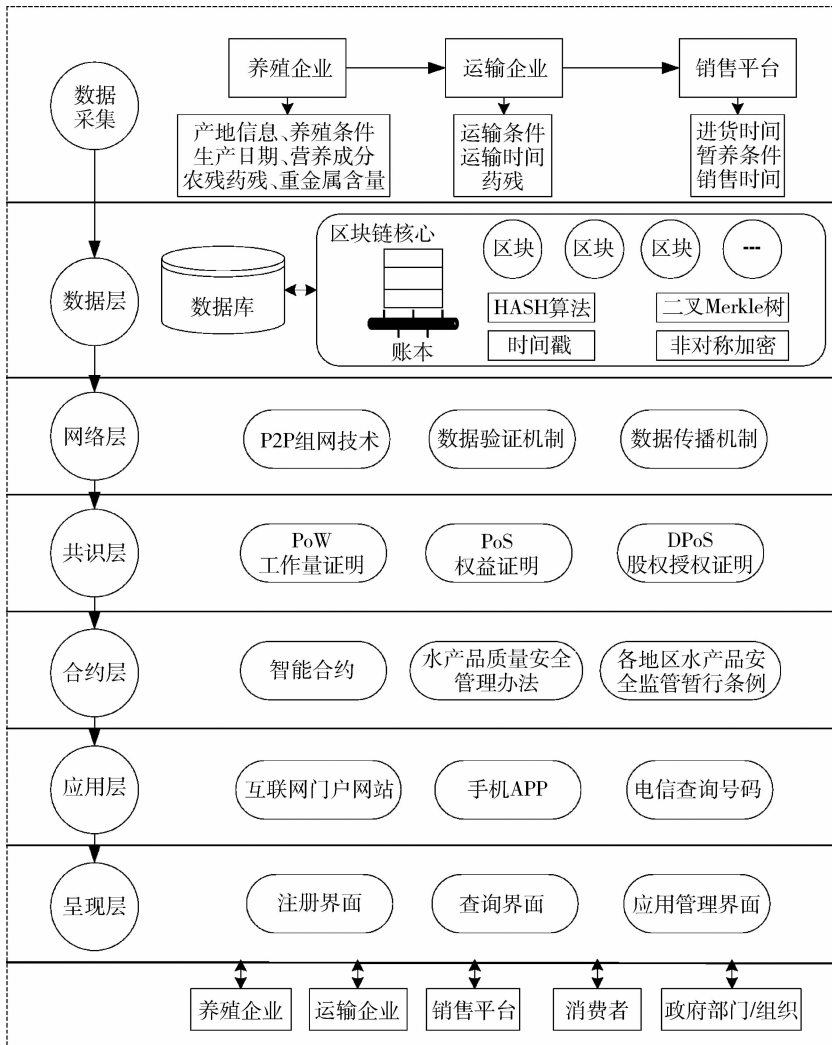 数据
采集
养殖企业
运输企业
销售平台
产地信息、养殖条件
生产日期、营养成分
农残药残、重金属含量
运输条件
运输时间
药残
进货时间
暂养条件
销售时间
数据层
数据库
区块链核心
账本
区块
区块
区块
---
HASH算法
二叉Merkle树
时间戳
非对称加密
网络层
P2P组网技术
数据验证机制
数据传播机制
共识层
PoW
工作量证明
PoS
权益证明
DPoS
股权授权证明
合约层
智能合约
水产品质量安全
管理办法
各地区水产品安
全监管暂行条例
应用层
互联网门户网站
手机APP
电信查询号码
呈现层
注册界面
查询界面
应用管理界面
养殖企业
运输企业
销售平台
消费者
政府部门/组织